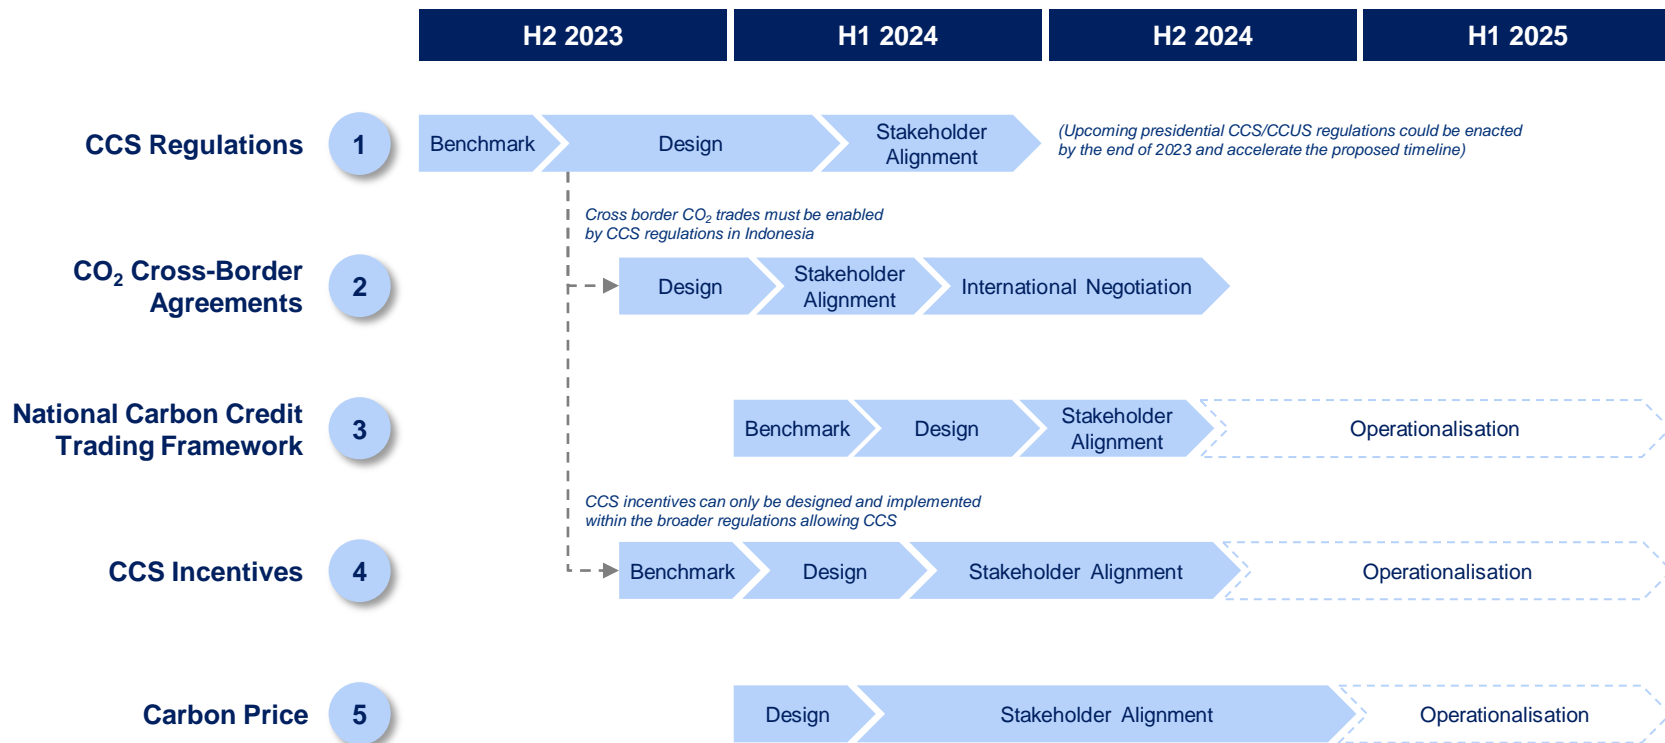 H2 2023
H1 2024
H2 2024
H1 2025
CCS Regulations
1
Benchmark
Design
Stakeholder
Alignment
(Upcoming presidential CCS/CCUS regulations could be enacted
by the end of 2023 and accelerate the proposed timeline)
Cross border CO₂ trades must be enabled
by CCS regulations in Indonesia
CO₂ Cross-Border
Agreements
2
Design
Stakeholder
Alignment
International Negotiation
National Carbon Credit
Trading Framework
3
Benchmark
Design
Stakeholder
Alignment
Operationalisation
CCS incentives can only be designed and implemented
within the broader regulations allowing CCS
CCS Incentives
4
Benchmark
Design
Stakeholder Alignment
Operationalisation
Carbon Price
5
Design
Stakeholder Alignment
Operationalisation